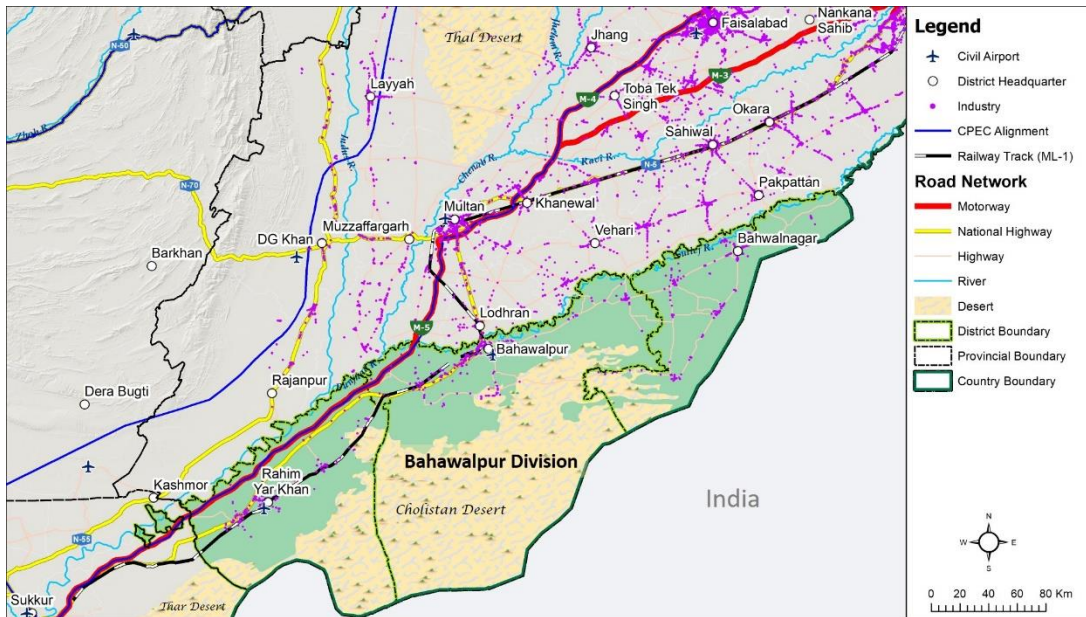 N-50
Zhob R.
Thal Desert
Jhelum R.
Jhang
Faisalabad
Nankana
Sahib
M-3
Layyah
M-4
Toba Tek
Singh
Okara
Indus R.
Chenab R.
Ravi R.
Sahiwal
N-5
N-70
Pakpattan
Multan
Khanewal
DG Khan
Muzzaffargarh
Vehari
Bahwalnagar
Barkhan
Sutlej R.
Lodhran
M-5
Bahawalpur
Panjnad R.
Dera Bugti
Rajanpur
Bahawalpur Division
Rahim
Yar Khan
Kashmor
Cholistan Desert
India
N-55
Sukkur
Thar Desert
Legend
Civil Airport
District Headquarter
Industry
CPEC Alignment
Railway Track (ML-1)
Road Network
Motorway
National Highway
Highway
River
Desert
District Boundary
Provincial Boundary
Country Boundary
N
W E
S
0 20 40 60 80 Km